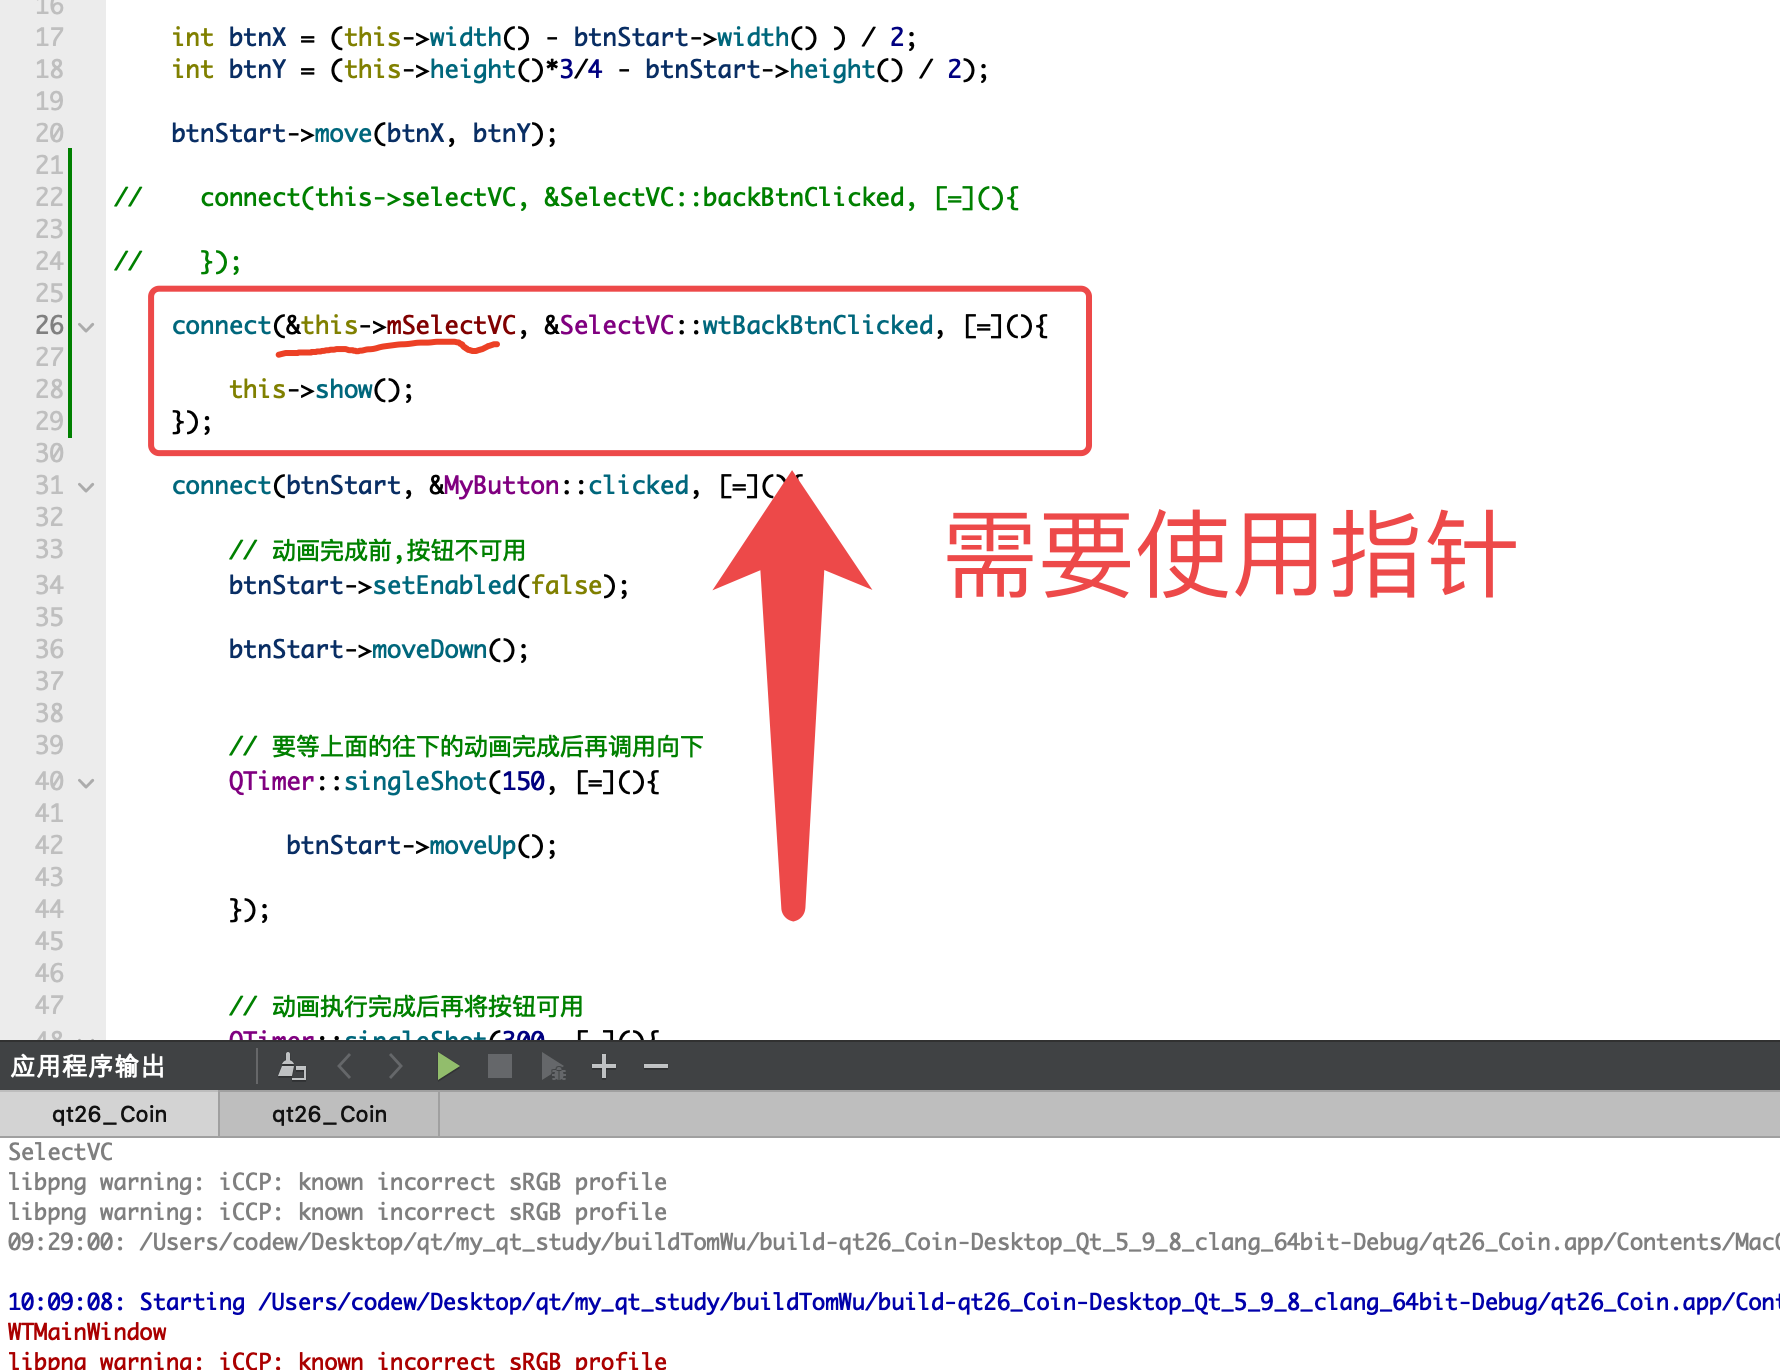 16
17 int btnX = (this->width() - btnStart->width() ) / 2;
18 int btnY = (this->height()*3/4 - btnStart->height() / 2);
19
20 btnStart->move(btnX, btnY);
21
22 // connect(this->selectVC, &SelectVC::backBtnClicked, [=](){
23
24 // });
25
26 connect(&this->mSelectVC, &SelectVC::wtBackBtnClicked, [=](){
27
28 this->show();
29 });
30
31 connect(btnStart, &MyButton::clicked, [=](){
需要使用指针
32
33 // 动画完成前,按钮不可用
34 btnStart->setEnabled(false);
35
36 btnStart->moveDown();
37
38
39 // 要等上面的往下的动画完成后再调用向下
40 QTimer::singleShot(150, [=](){
41
42 btnStart->moveUp();
43
44 });
45
46
47 // 动画执行完成后再将按钮可用
48 QTimer::singleShot(300, [=](){
应用程序输出
qt26_Coin qt26_Coin
SelectVC
libpng warning: iCCP: known incorrect sRGB profile
libpng warning: iCCP: known incorrect sRGB profile
09:29:00: /Users/codew/Desktop/qt/my_qt_study/buildTomWu/build-qt26_Coin-Desktop_Qt_5_9_8_clang_64bit-Debug/qt26_Coin.app/Contents/Mac
10:09:08: Starting /Users/codew/Desktop/qt/my_qt_study/buildTomWu/build-qt26_Coin-Desktop_Qt_5_9_8_clang_64bit-Debug/qt26_Coin.app/Con
WTMainWindow
libpng warning: iCCP: known incorrect sRGB profile